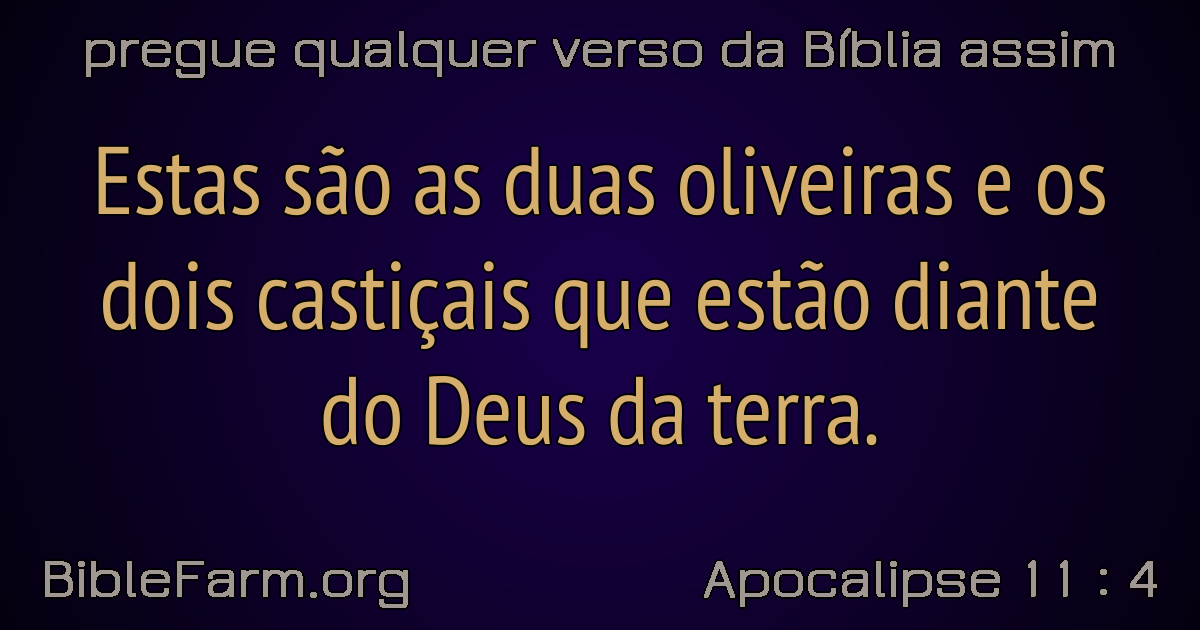 pregue qualquer verso da Bíblia assim
Estas são as duas oliveiras e os
dois castiçais que estão diante
do Deus da terra.
BibleFarm.org
Apocalipse 11 : 4